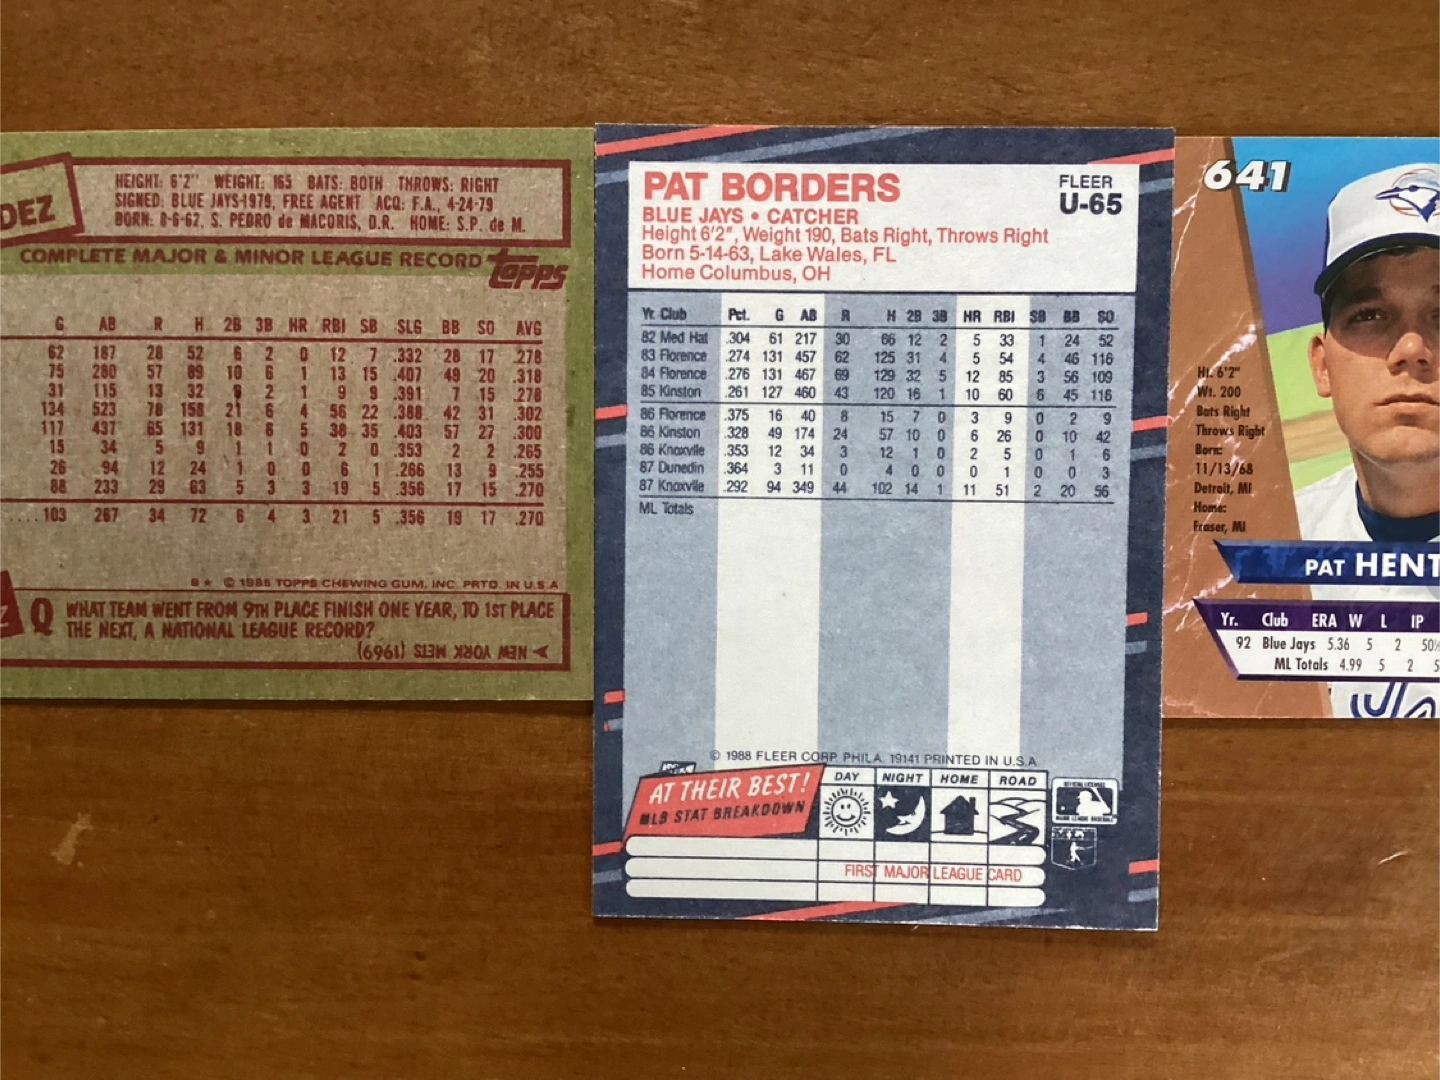 DEZ
HEIGHT: 6'2" WEIGHT: 165 BATS: BOTH THROWS: RIGHT
SIGNED: BLUE JAYS-1979, FREE AGENT ACQ: F.A., 4-24-79
BORN: 8-6-62, S. PEDRO de MACORIS, D.R. HOME: S.P. de M.
COMPLETE MAJOR & MINOR LEAGUE RECORD topps
G AB R H 2B 3B HR RBI SB SLG BB SO AVG
62 187 28 52 6 2 0 12 7 .332 28 17 .278
75 280 57 89 10 6 1 13 15 .407 49 20 .318
31 115 13 32 6 2 1 9 9 .391 7 15 .278
134 523 78 158 21 6 4 56 22 .388 42 31 .302
117 437 65 131 18 6 5 38 35 .403 57 27 .300
15 34 5 9 1 1 0 2 0 .353 2 2 .265
26 94 12 24 1 0 0 6 1 .266 13 9 .255
88 233 29 63 5 3 3 19 5 .356 17 15 .270
....103 267 34 72 6 4 3 21 5 .356 19 17 .270
B★ © 1985 TOPPS CHEWING GUM, INC. PRTD. IN U.S.A
Q WHAT TEAM WENT FROM 9TH PLACE FINISH ONE YEAR, TO 1ST PLACE
THE NEXT, A NATIONAL LEAGUE RECORD?
NEW YORK METS (1969)
PAT BORDERS
BLUE JAYS • CATCHER
Height 6'2", Weight 190, Bats Right, Throws Right
Born 5-14-63, Lake Wales, FL
Home Columbus, OH
FLEER
U-65
Yr. Club Pct. G AB R H 2B 3B HR RBI SB BB SO
82 Med Hat .304 61 217 30 66 12 2 5 33 1 24 52
83 Florence .274 131 457 62 125 31 4 5 54 4 46 116
84 Florence .276 131 467 69 129 32 5 12 85 3 56 109
85 Kinston .261 127 460 43 120 16 1 10 60 6 45 116
86 Florence .375 16 40 8 15 7 0 3 9 0 2 9
86 Kinston .328 49 174 24 57 10 0 6 26 0 10 42
86 Knoxville .353 12 34 3 12 1 0 2 5 0 1 6
87 Dunedin .364 3 11 0 4 0 0 0 1 0 0 3
87 Knoxville .292 94 349 44 102 14 1 11 51 2 20 56
ML Totals
© 1988 FLEER CORP. PHILA. 19141 PRINTED IN U.S.A.
AT THEIR BEST!
MLB STAT BREAKDOWN
DAY NIGHT HOME ROAD
FIRST MAJOR LEAGUE CARD
641
Ht. 6'2"
Wt. 200
Bats Right
Throws Right
Born:
11/13/68
Detroit, MI
Home:
Fraser, MI
PAT HENT
Yr. Club ERA W L IP
92 Blue Jays 5.36 5 2 50⅓
ML Totals 4.99 5 2 5